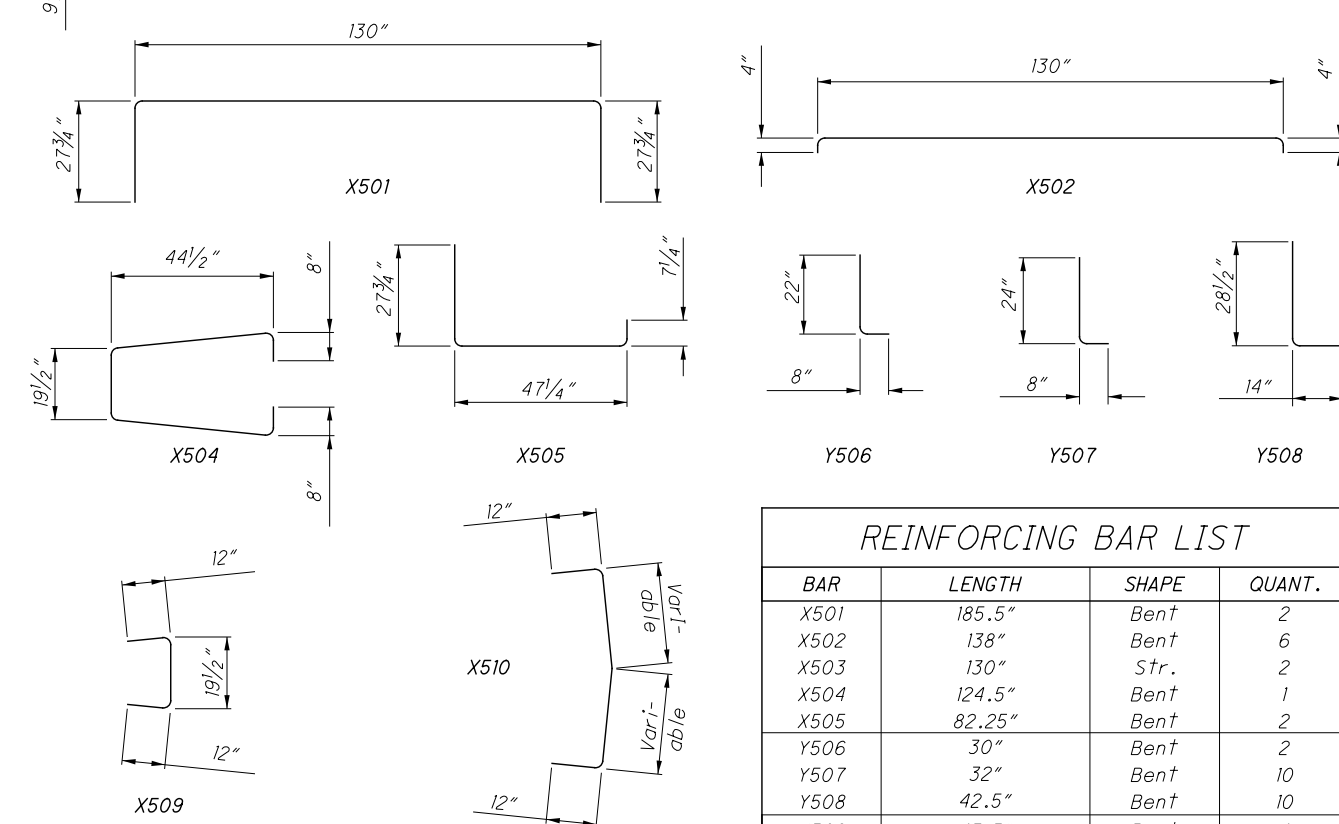 9
130"
27¾"
27¾"
X501
4"
130"
4"
X502
44½"
8"
19½"
8"
X504
27¾"
7¼"
47¼"
X505
22"
8"
Y506
24"
8"
Y507
28½"
14"
Y508
12"
19½"
12"
X509
12"
Vari-
able
X510
Vari-
able
12"
REINFORCING BAR LIST
BAR LENGTH SHAPE QUANT.
X501 185.5" Bent 2
X502 138" Bent 6
X503 130" Str. 2
X504 124.5" Bent 1
X505 82.25" Bent 2
Y506 30" Bent 2
Y507 32" Bent 10
Y508 42.5" Bent 10